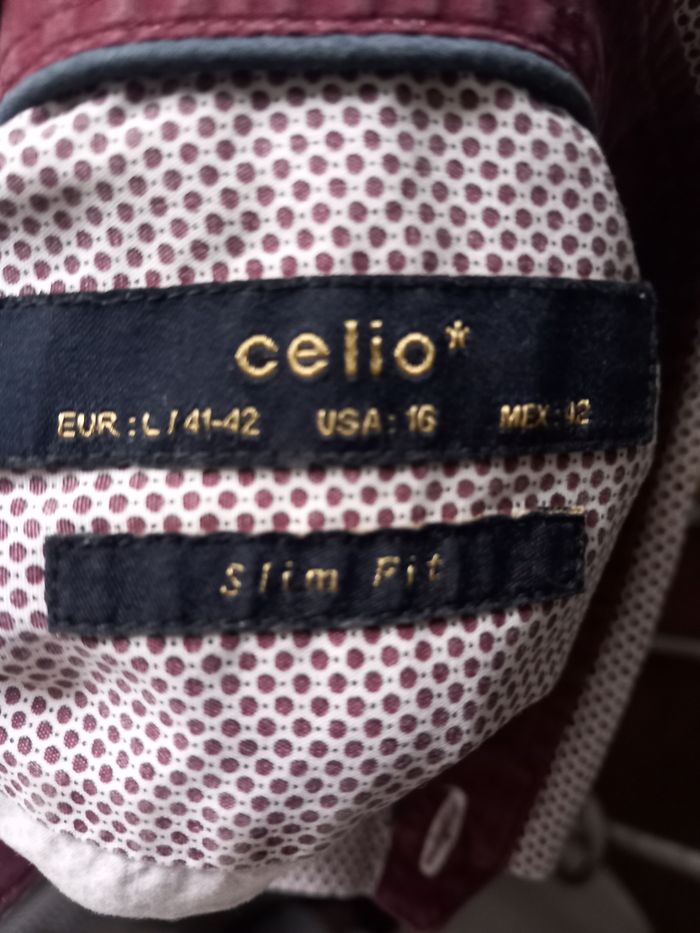 celio*
EUR : L / 41-42 USA : 16 MEX : 42
Slim Fit